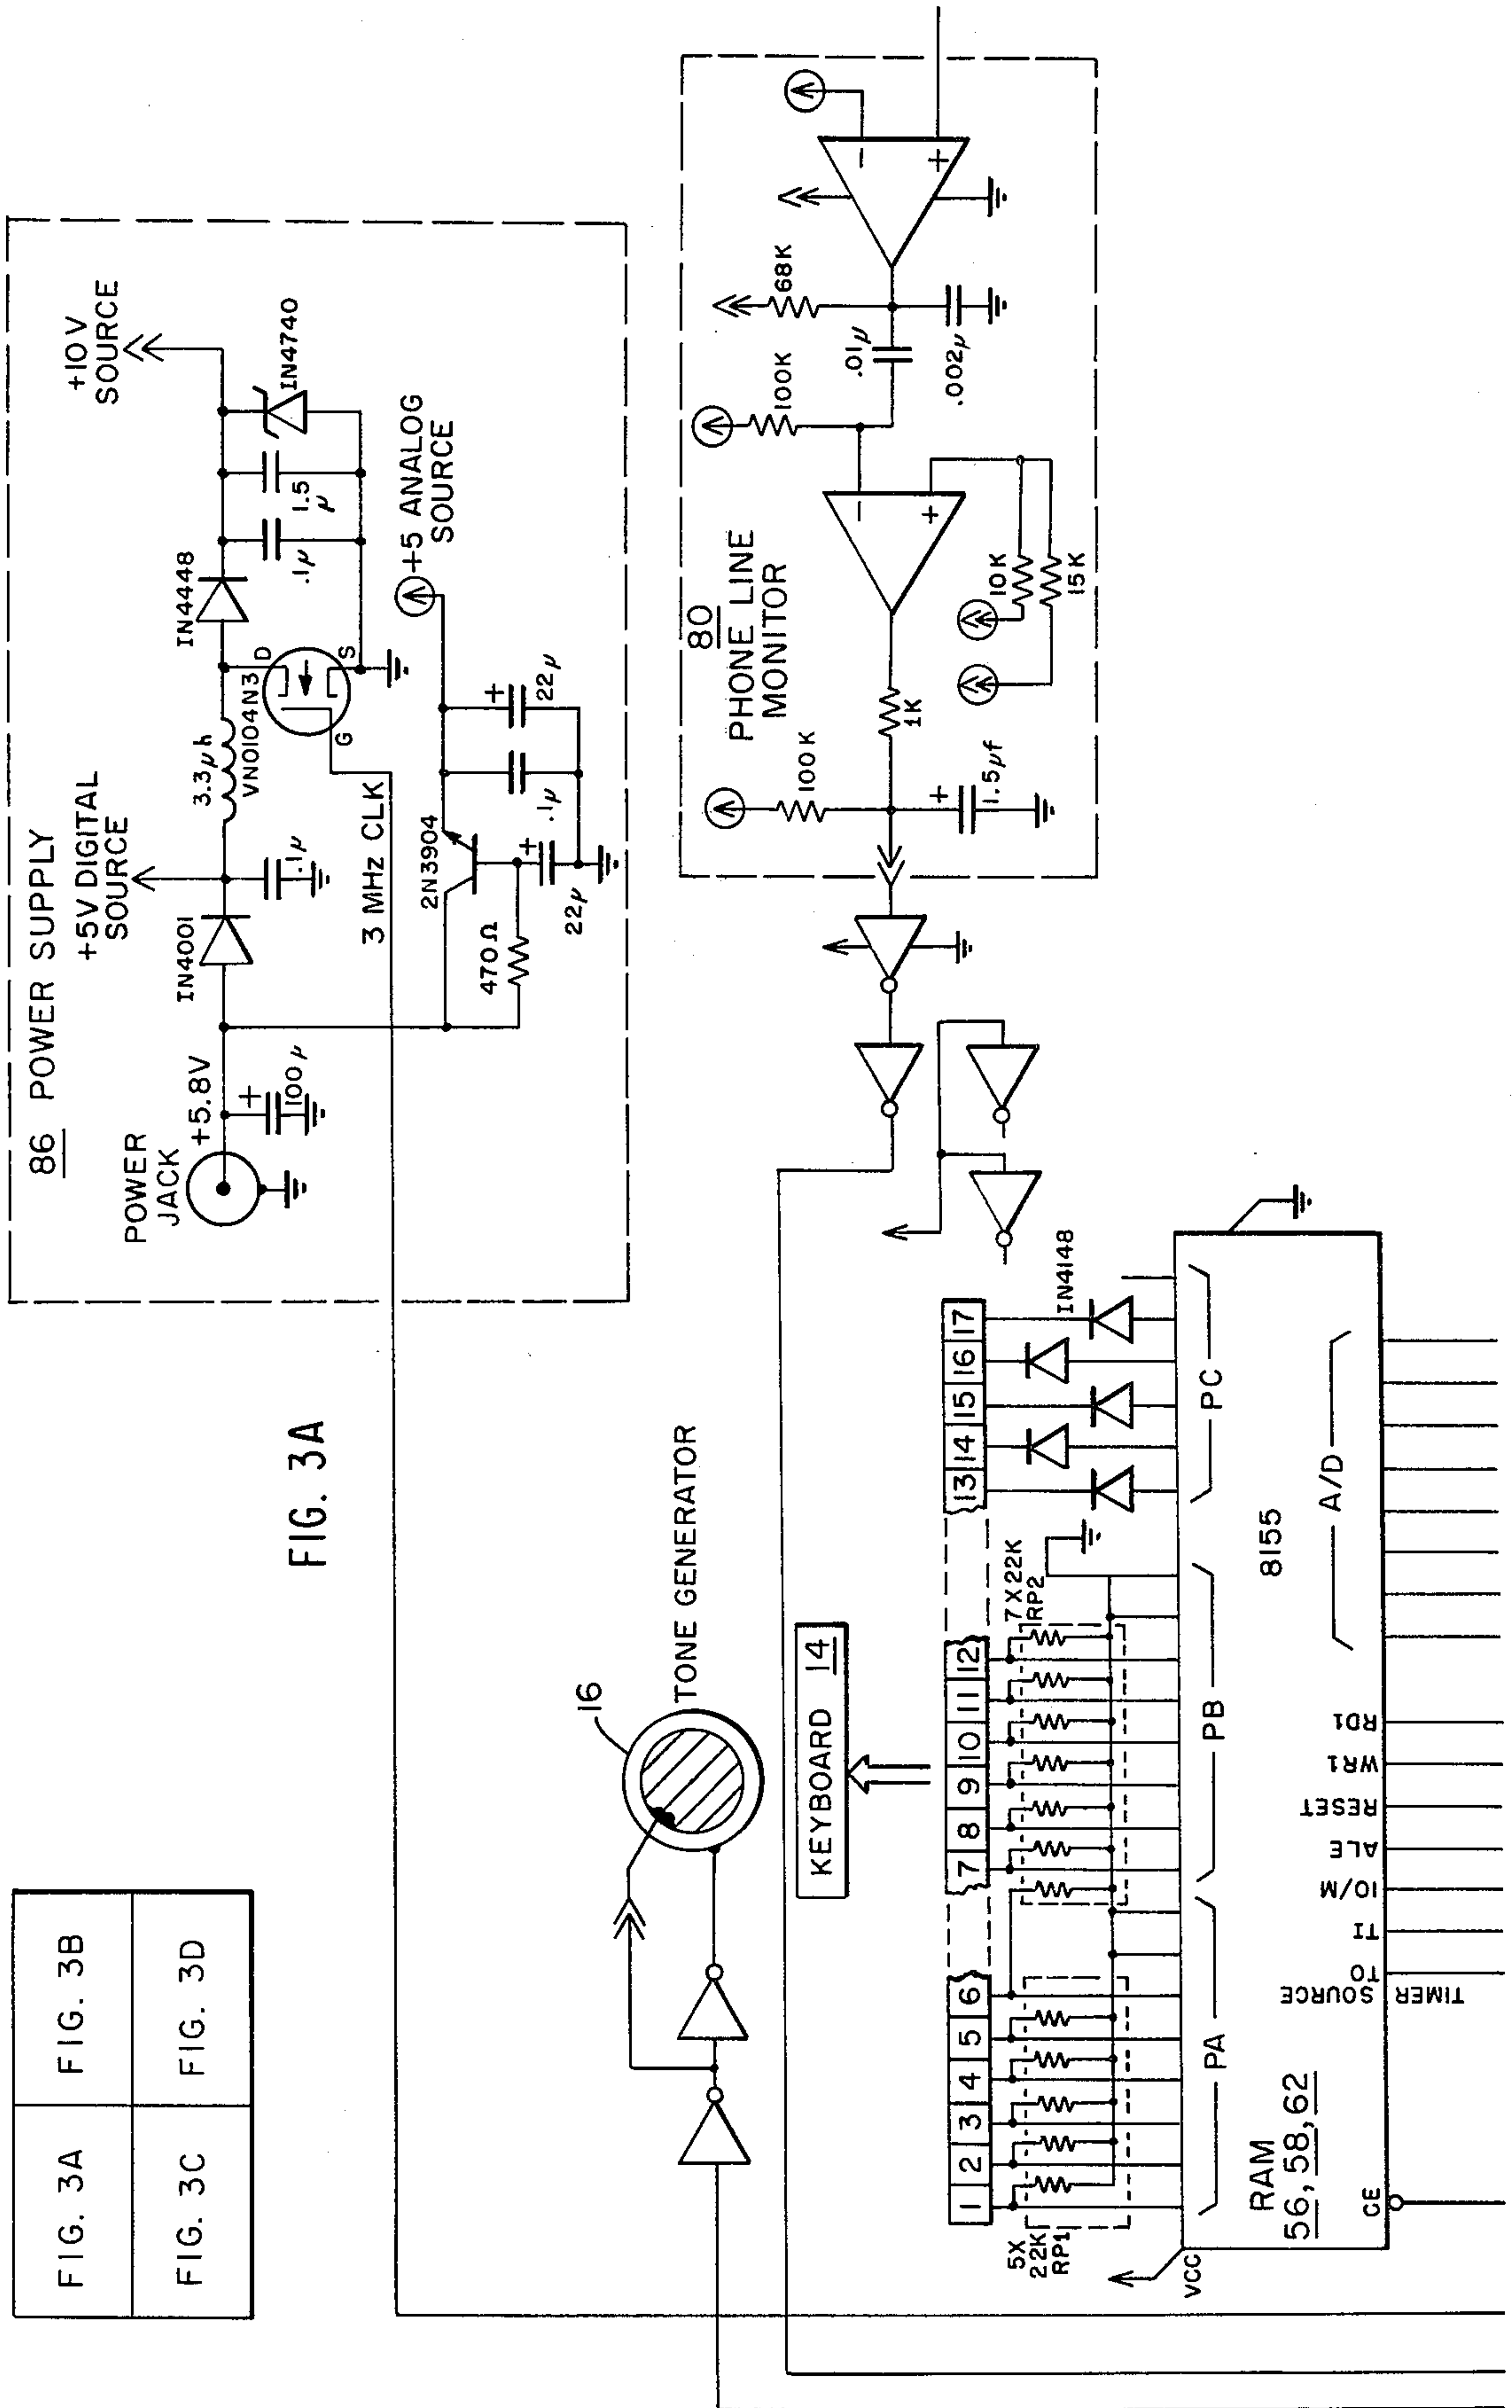 FIG. 3A
FIG. 3B
FIG. 3C
FIG. 3D
FIG. 3A
86 POWER SUPPLY
POWER
JACK
+5.8V
+
100µ
IN4001
+5V DIGITAL
SOURCE
.1µ
3.3µh
VN0104N3
D
G
S
IN4448
.1µ
1.5
µ
IN4740
+10V
SOURCE
3 MHz CLK
2N3904
470Ω
+
22µ
.1µ
+
22µ
+5 ANALOG
SOURCE
16
TONE GENERATOR
80
PHONE LINE
MONITOR
100K
+
1.5µf
1K
10K
15K
−
+
100K
.01µ
68K
.002µ
−
+
KEYBOARD 14
1 2 3 4 5 6
7 8 9 10 11 12
13 14 15 16 17
5X
22K
RP1
7X22K
RP2
IN4148
VCC
PA
PB
PC
RAM
56, 58, 62
8155
A/D
CE
TIMER
SOURCE
TO
TI
IO/M
ALE
RESET
WR1
RD1